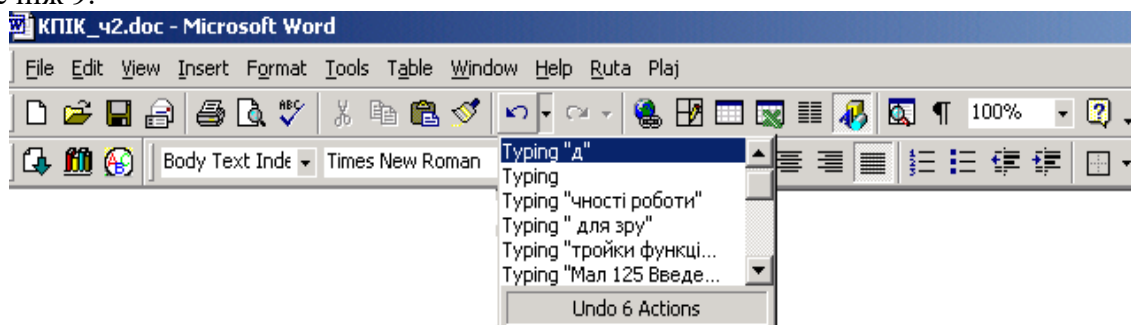 КПІК_ч2.doc - Microsoft Word
File Edit View Insert Format Tools Table Window Help Ruta Plaj
100%
Body Text Inde Times New Roman
Typing "д"
Typing
Typing "чності роботи"
Typing " для зру"
Typing "тройки функці...
Typing "Мал 125 Введе...
Undo 6 Actions